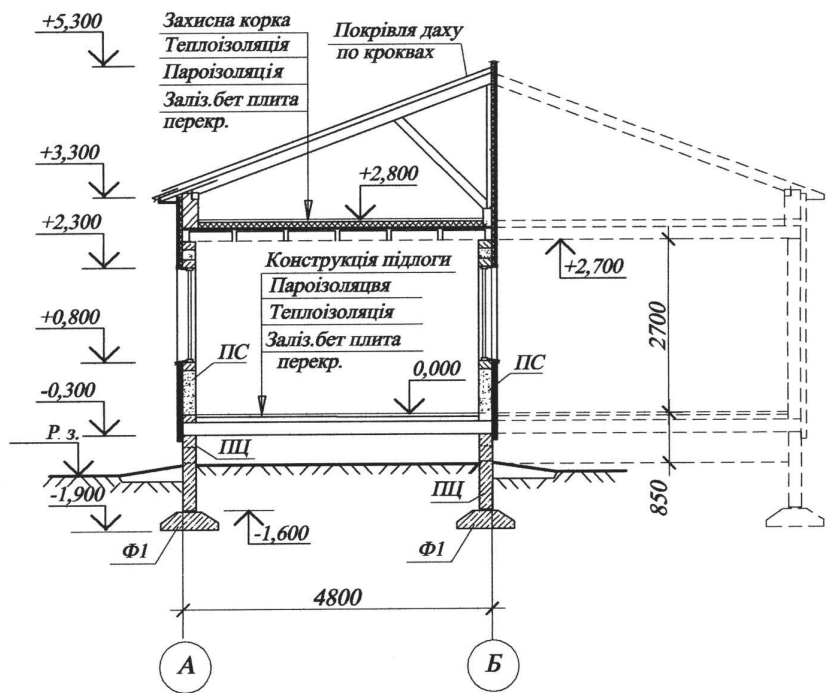 +5,300
Захисна корка
Теплоізоляція
Пароізоляція
Заліз.бет плита
перекр.
Покрівля даху
по кроквах
+3,300
+2,800
+2,300
+2,700
Конструкція підлоги
Пароізоляцвя
Теплоізоляція
Заліз.бет плита
перекр.
+0,800
ПС
ПС
2700
0,000
-0,300
Р. з.
ПЦ
ПЦ
850
-1,900
-1,600
Ф1
Ф1
4800
А
Б